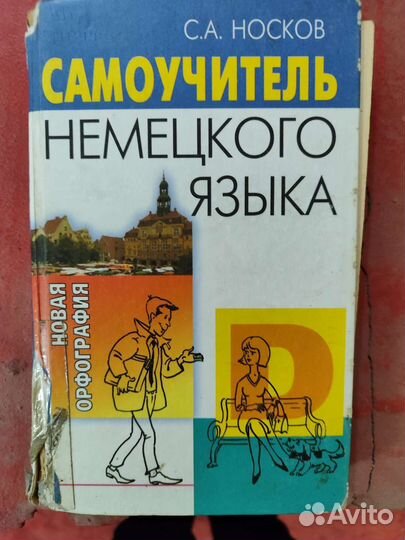 С.А. НОСКОВ
САМОУЧИТЕЛЬ
НЕМЕЦКОГО
ЯЗЫКА
НОВАЯ
ОРФОГРАФИЯ
D
Avito